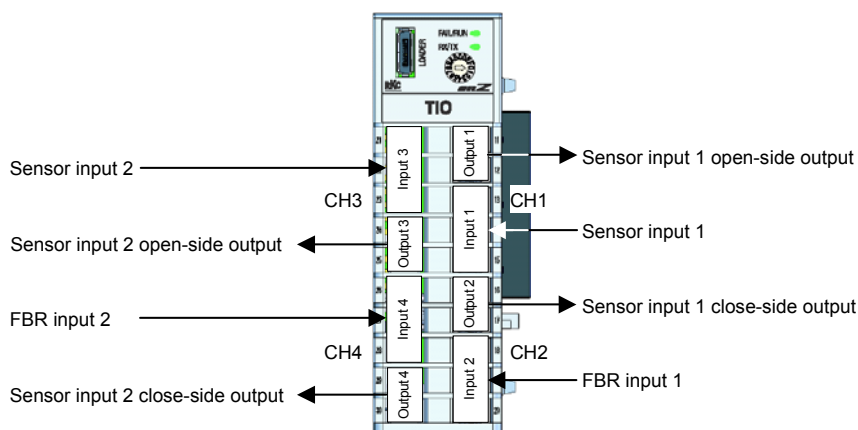 FAIL/RUN
RX/TX
LOADER
RKC
SRZ
TIO
Sensor input 2
Input 3
Output 1
Sensor input 1 open-side output
CH3
CH1
Sensor input 2 open-side output
Output 3
Input 1
Sensor input 1
FBR input 2
Input 4
Output 2
Sensor input 1 close-side output
CH4
CH2
Sensor input 2 close-side output
Output 4
Input 2
FBR input 1